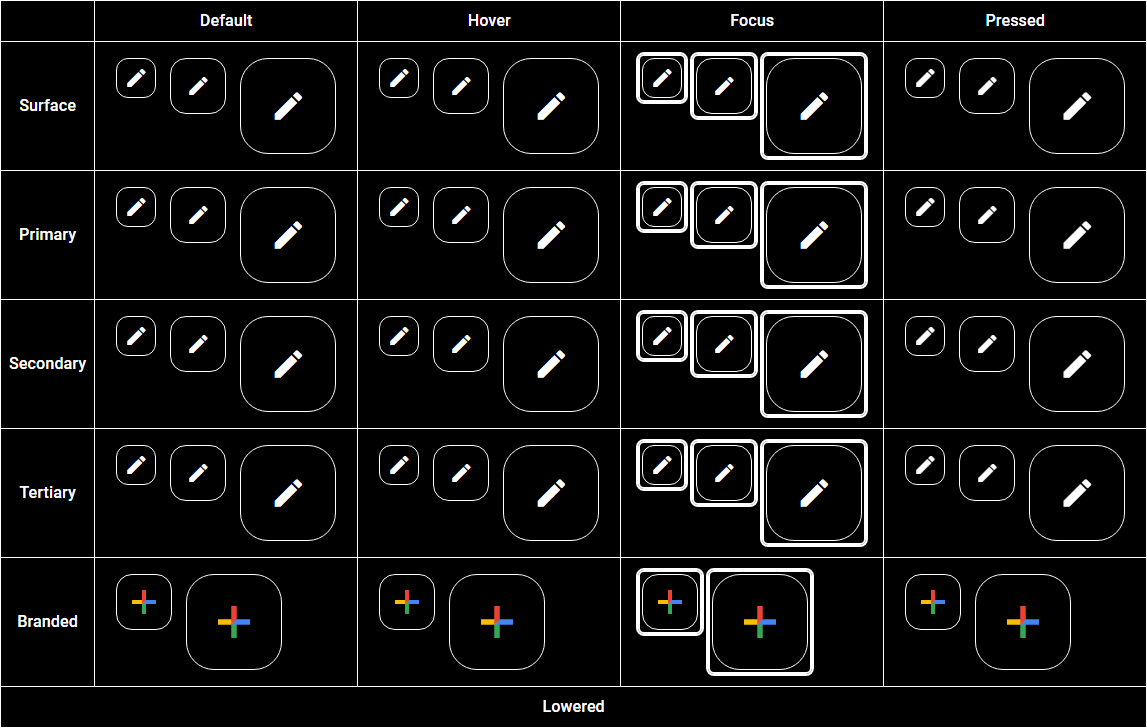 Default Hover Focus Pressed
Surface
Primary
Secondary
Tertiary
Branded
Lowered